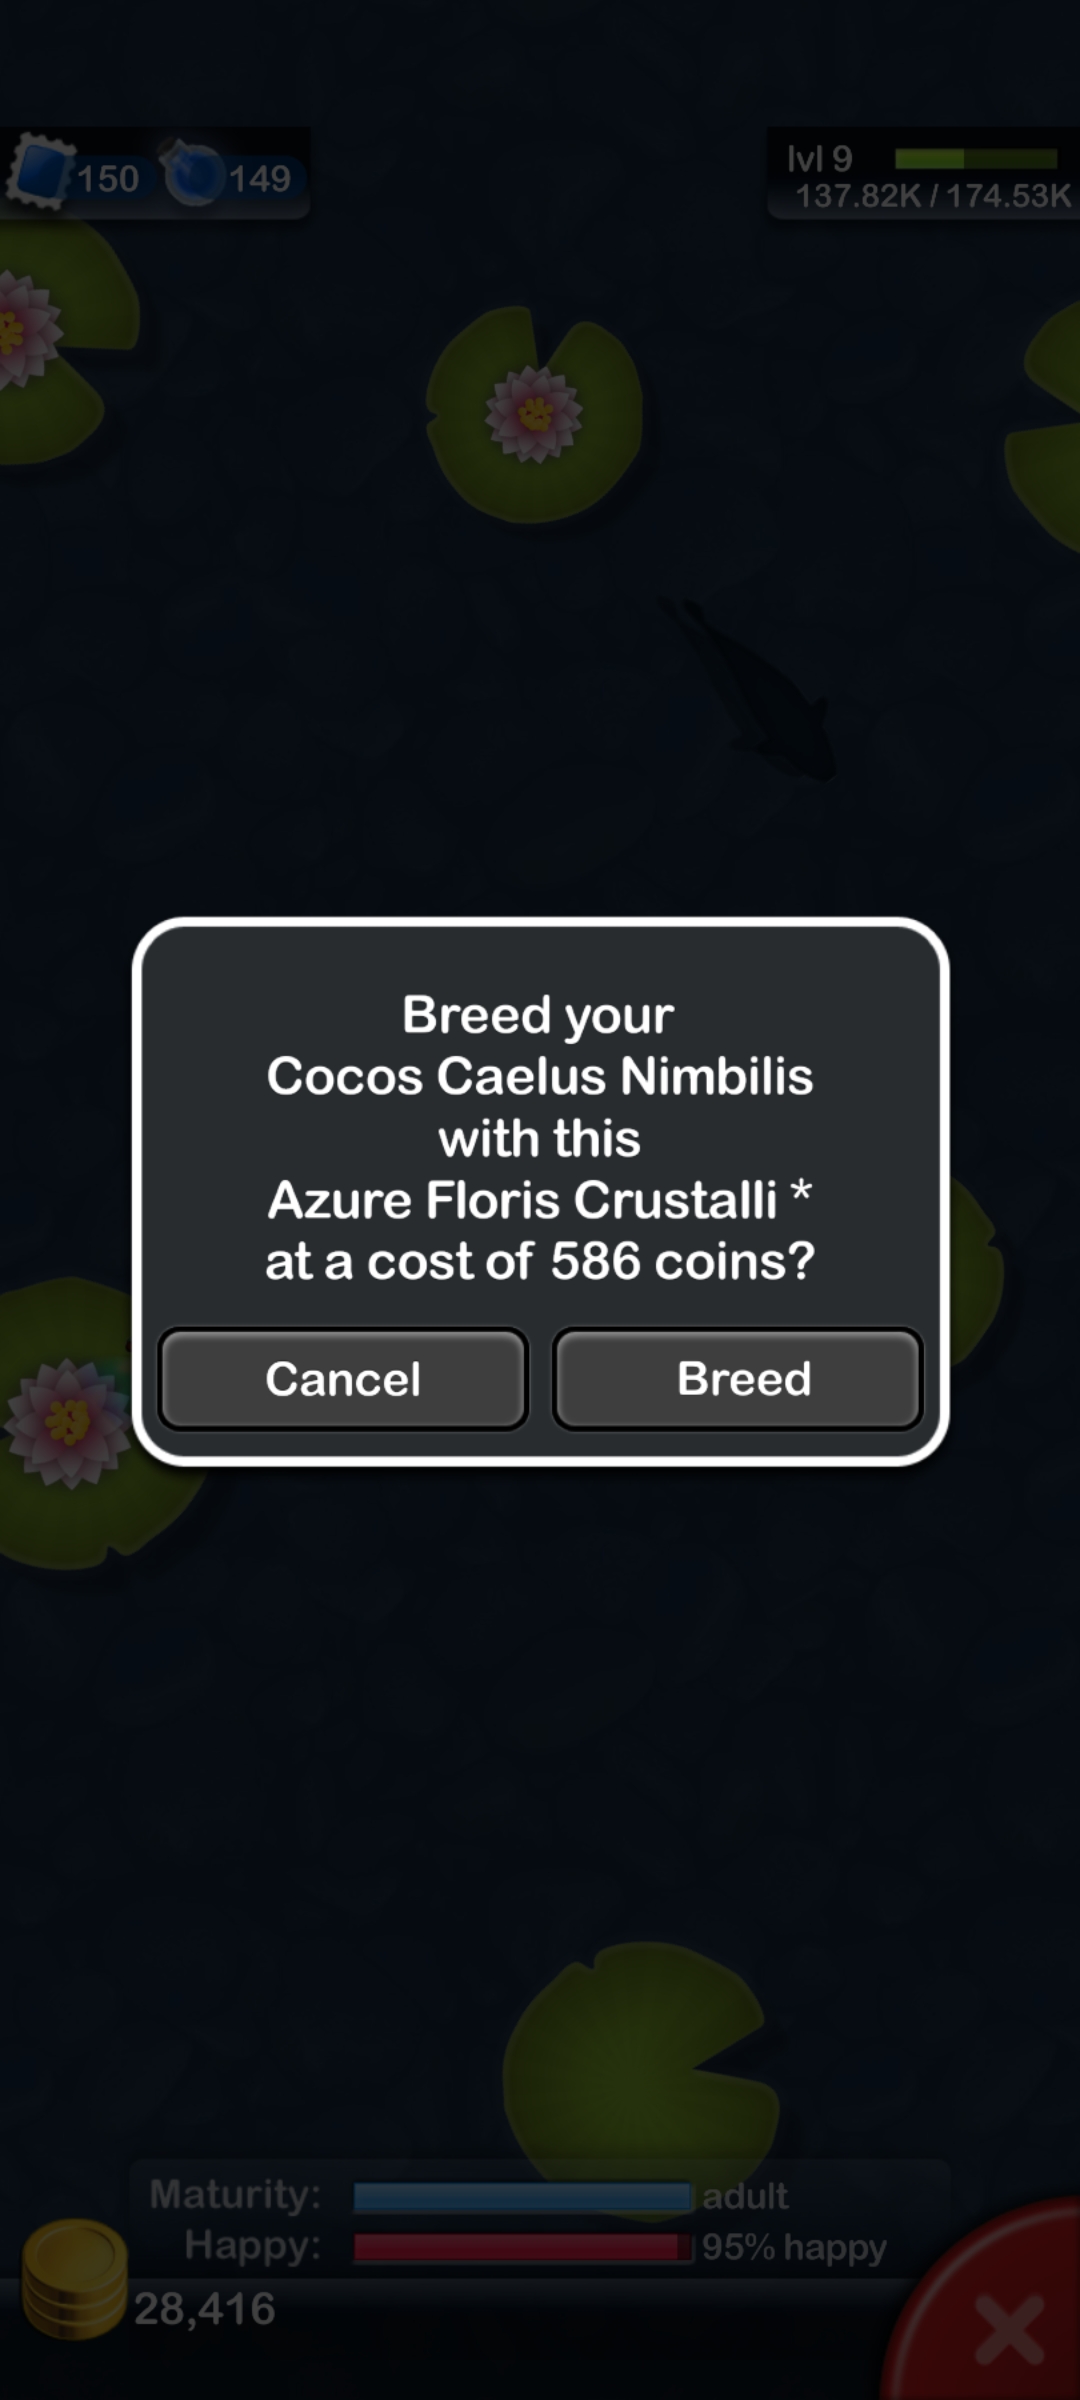 150 149
lvl 9
137.82K / 174.53K
Breed your
Cocos Caelus Nimbilis
with this
Azure Floris Crustalli *
at a cost of 586 coins?
Cancel Breed
Maturity: adult
Happy: 95% happy
28,416